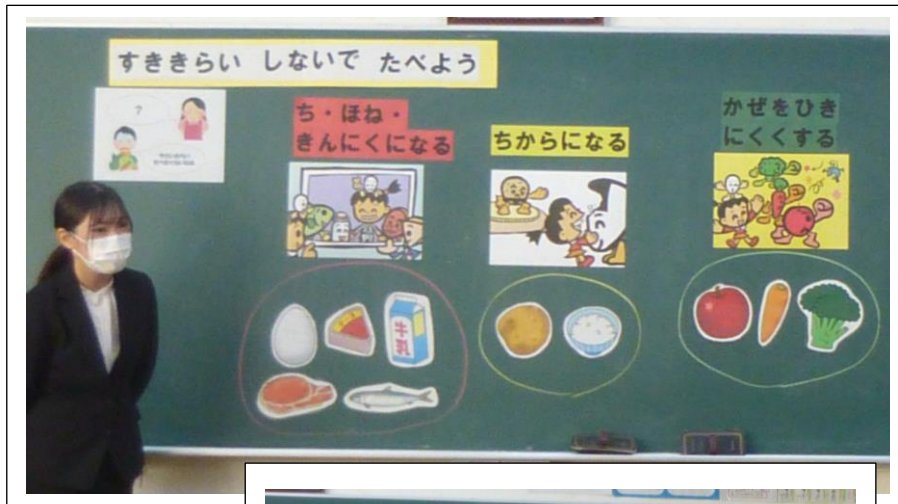 すききらい しないで たべよう
?
ち・ほね・
きんにくになる
ちからになる
かぜをひき
にくくする
牛乳